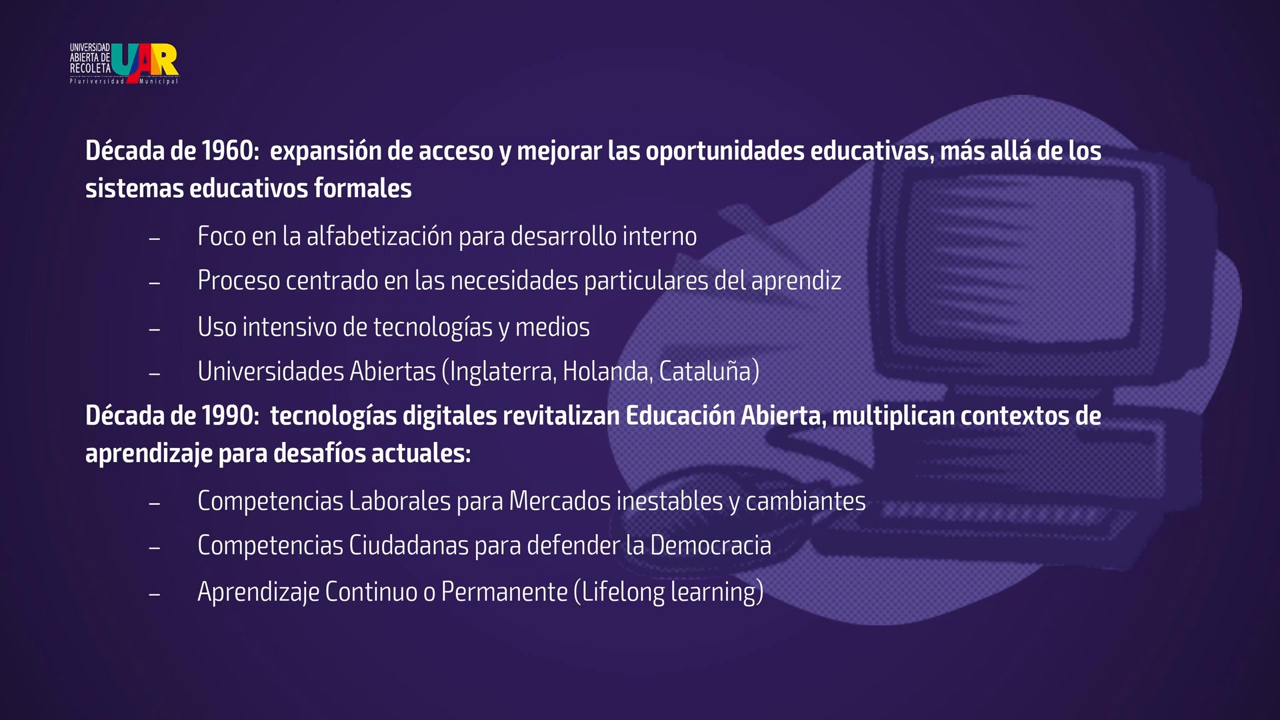 UNIVERSIDAD
ABIERTA DE
RECOLETA
UAR
Pluriversidad Municipal
Década de 1960:  expansión de acceso y mejorar las oportunidades educativas, más allá de los
sistemas educativos formales
– Foco en la alfabetización para desarrollo interno
– Proceso centrado en las necesidades particulares del aprendiz
– Uso intensivo de tecnologías y medios
– Universidades Abiertas (Inglaterra, Holanda, Cataluña)
Década de 1990:  tecnologías digitales revitalizan Educación Abierta, multiplican contextos de
aprendizaje para desafíos actuales:
– Competencias Laborales para Mercados inestables y cambiantes
– Competencias Ciudadanas para defender la Democracia
– Aprendizaje Continuo o Permanente (Lifelong learning)